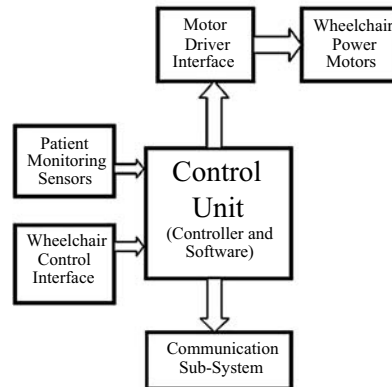 Motor
Driver
Interface
Wheelchair
Power
Motors
Patient
Monitoring
Sensors
Control
Unit
(Controller and
Software)
Wheelchair
Control
Interface
Communication
Sub-System